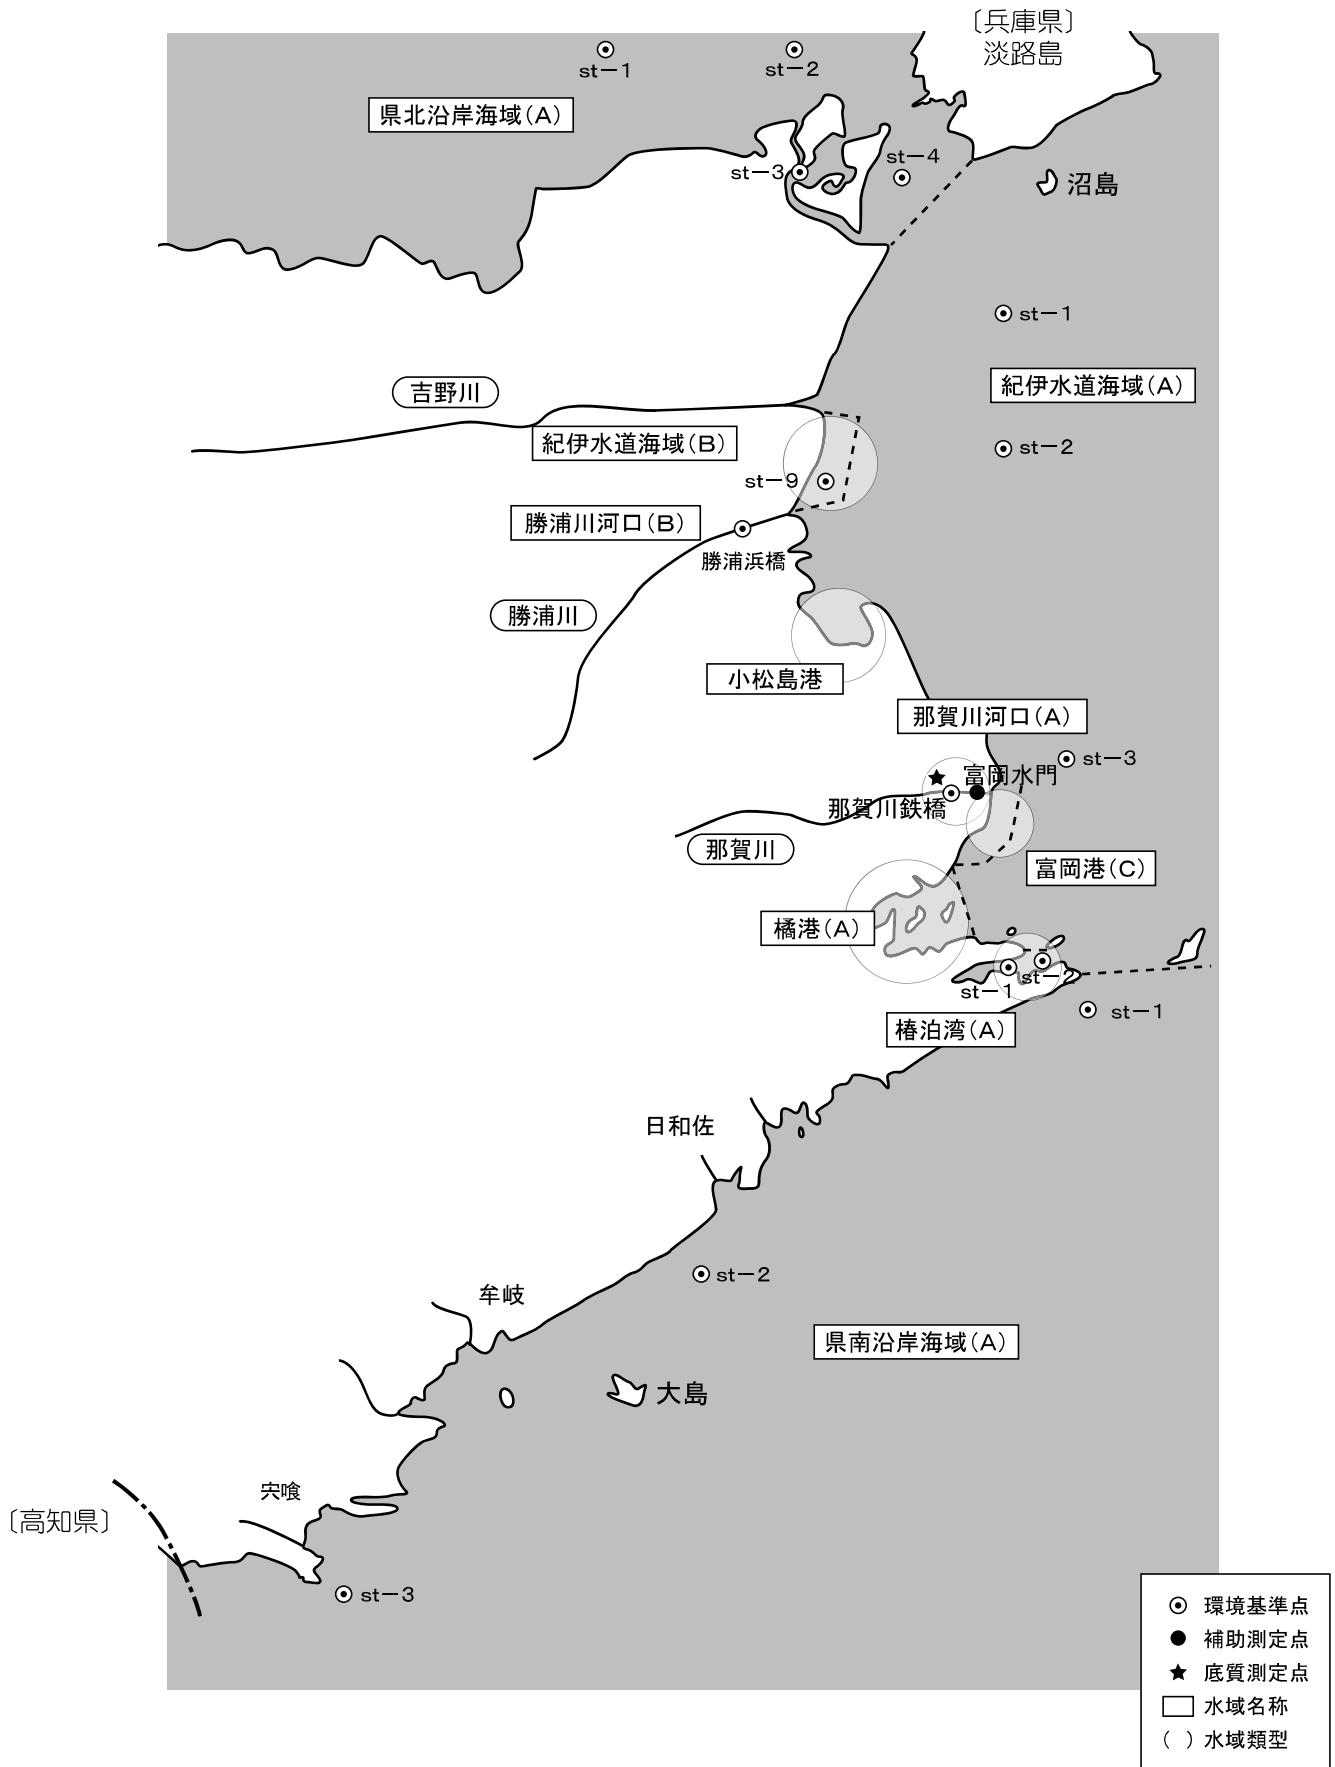 〔兵庫県〕
淡路島
st－1
st－2
県北沿岸海域(A)
st－3
st－4
沼島
st－1
吉野川
紀伊水道海域(A)
紀伊水道海域(B)
st－2
st－9
勝浦川河口(B)
勝浦浜橋
勝浦川
小松島港
那賀川河口(A)
st－3
富岡水門
那賀川鉄橋
那賀川
富岡港(C)
橘港(A)
st－2
st－1
st－1
椿泊湾(A)
日和佐
st－2
牟岐
県南沿岸海域(A)
大島
宍喰
〔高知県〕
st－3
環境基準点
補助測定点
底質測定点
水域名称
( ) 水域類型